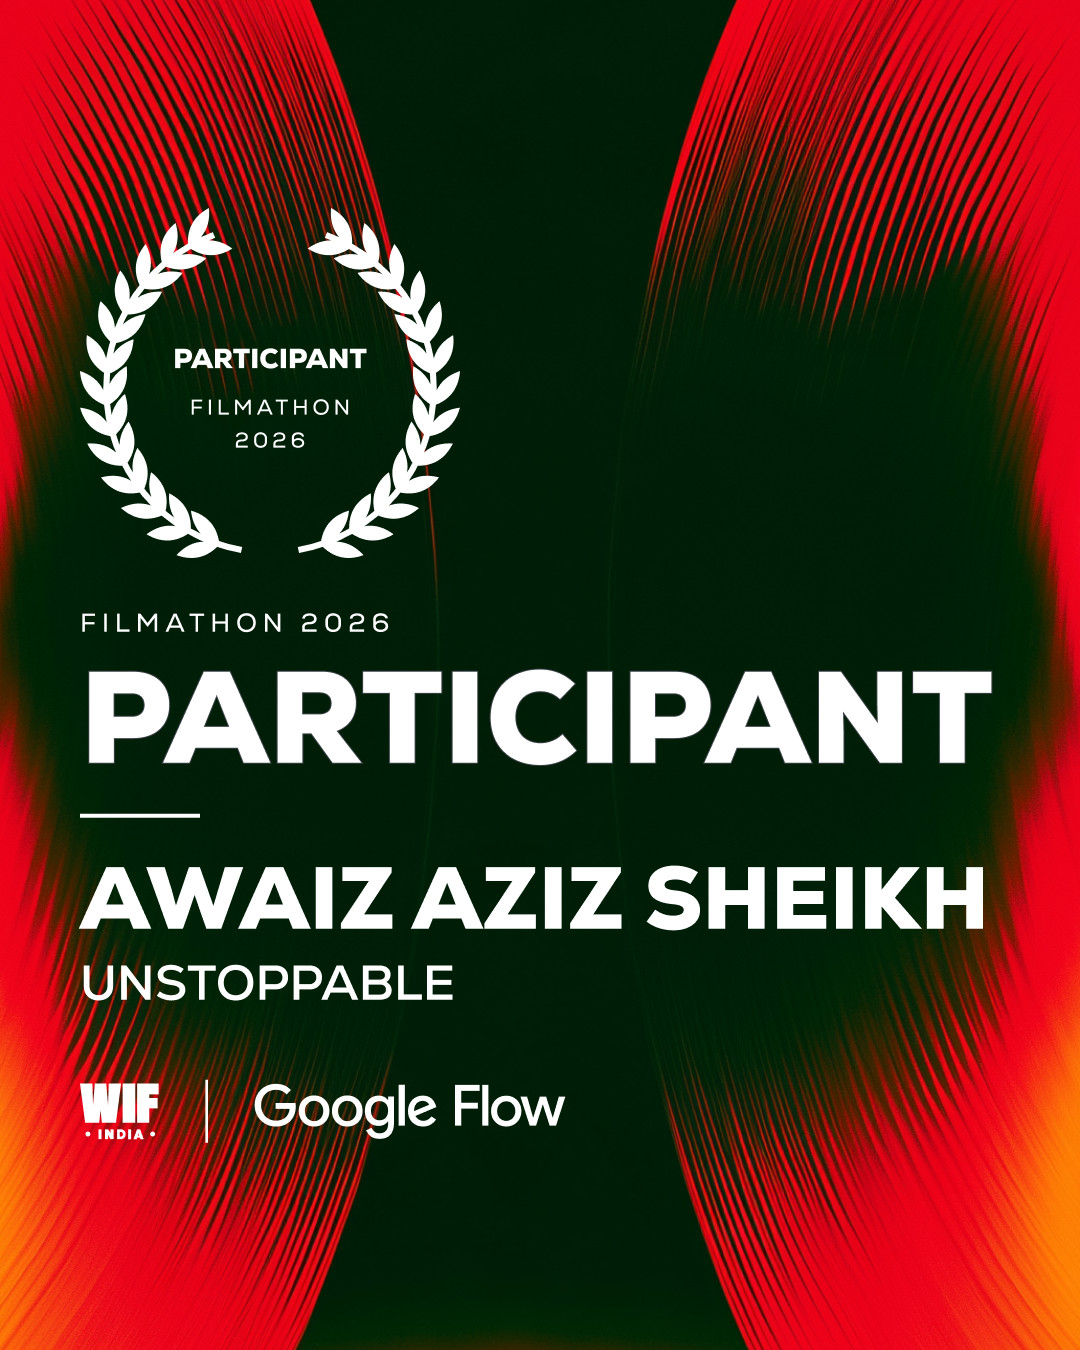 PARTICIPANT
FILMATHON
2026
FILMATHON 2026
PARTICIPANT
AWAIZ AZIZ SHEIKH
UNSTOPPABLE
WIF
• INDIA •
Google Flow